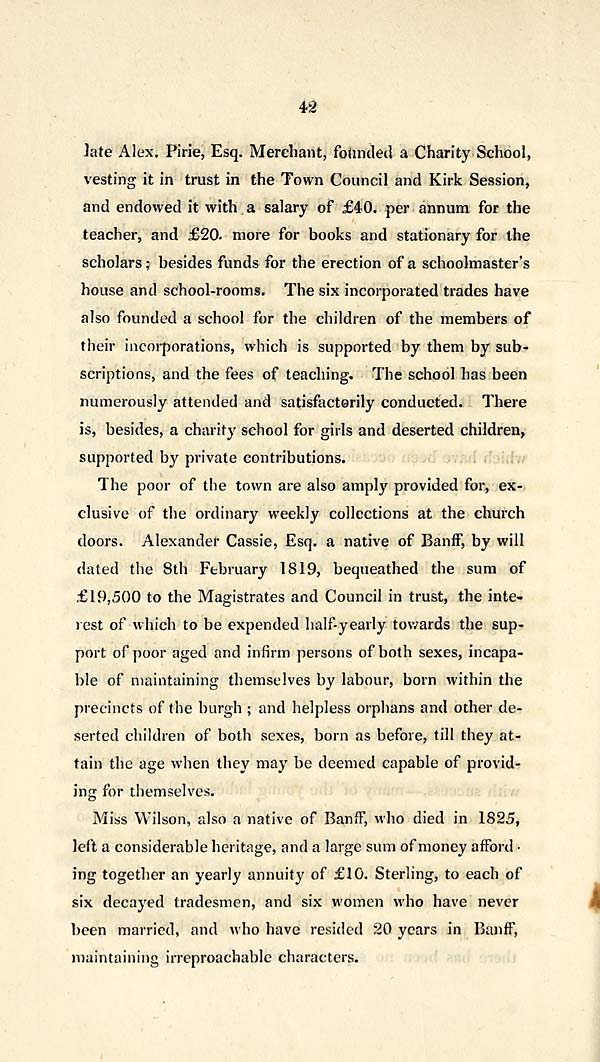 42
late Alex. Pirie, Esq. Merchant, founded a Charity School,
vesting it in trust in the Town Council and Kirk Session,
and endowed it with a salary of £40. per annum for the
teacher, and £20. more for books and stationary for the
scholars; besides funds for the erection of a schoolmaster's
house and school-rooms. The six incorporated trades have
also founded a school for the children of the members of
their incorporations, which is supported by them by sub-
scriptions, and the fees of teaching. The school has been
numerously attended and satisfactorily conducted. There
is, besides, a charity school for girls and deserted children,
supported by private contributions.
The poor of the town are also amply provided for, ex-
clusive of the ordinary weekly collections at the church
doors. Alexander Cassie, Esq. a native of Banff, by will
dated the 8th February 1819, bequeathed the sum of
£19,500 to the Magistrates and Council in trust, the inte-
rest of which to be expended half-yearly towards the sup-
port of poor aged and infirm persons of both sexes, incapa-
ble of maintaining themselves by labour, born within the
precincts of the burgh; and helpless orphans and other de-
serted children of both sexes, born as before, till they at-
tain the age when they may be deemed capable of provid-
ing for themselves.
Miss Wilson, also a native of Banff, who died in 1825,
left a considerable heritage, and a large sum of money afford-
ing together an yearly annuity of £10. Sterling, to each of
six decayed tradesmen, and six women who have never
been married, and who have resided 20 years in Banff,
maintaining irreproachable characters.